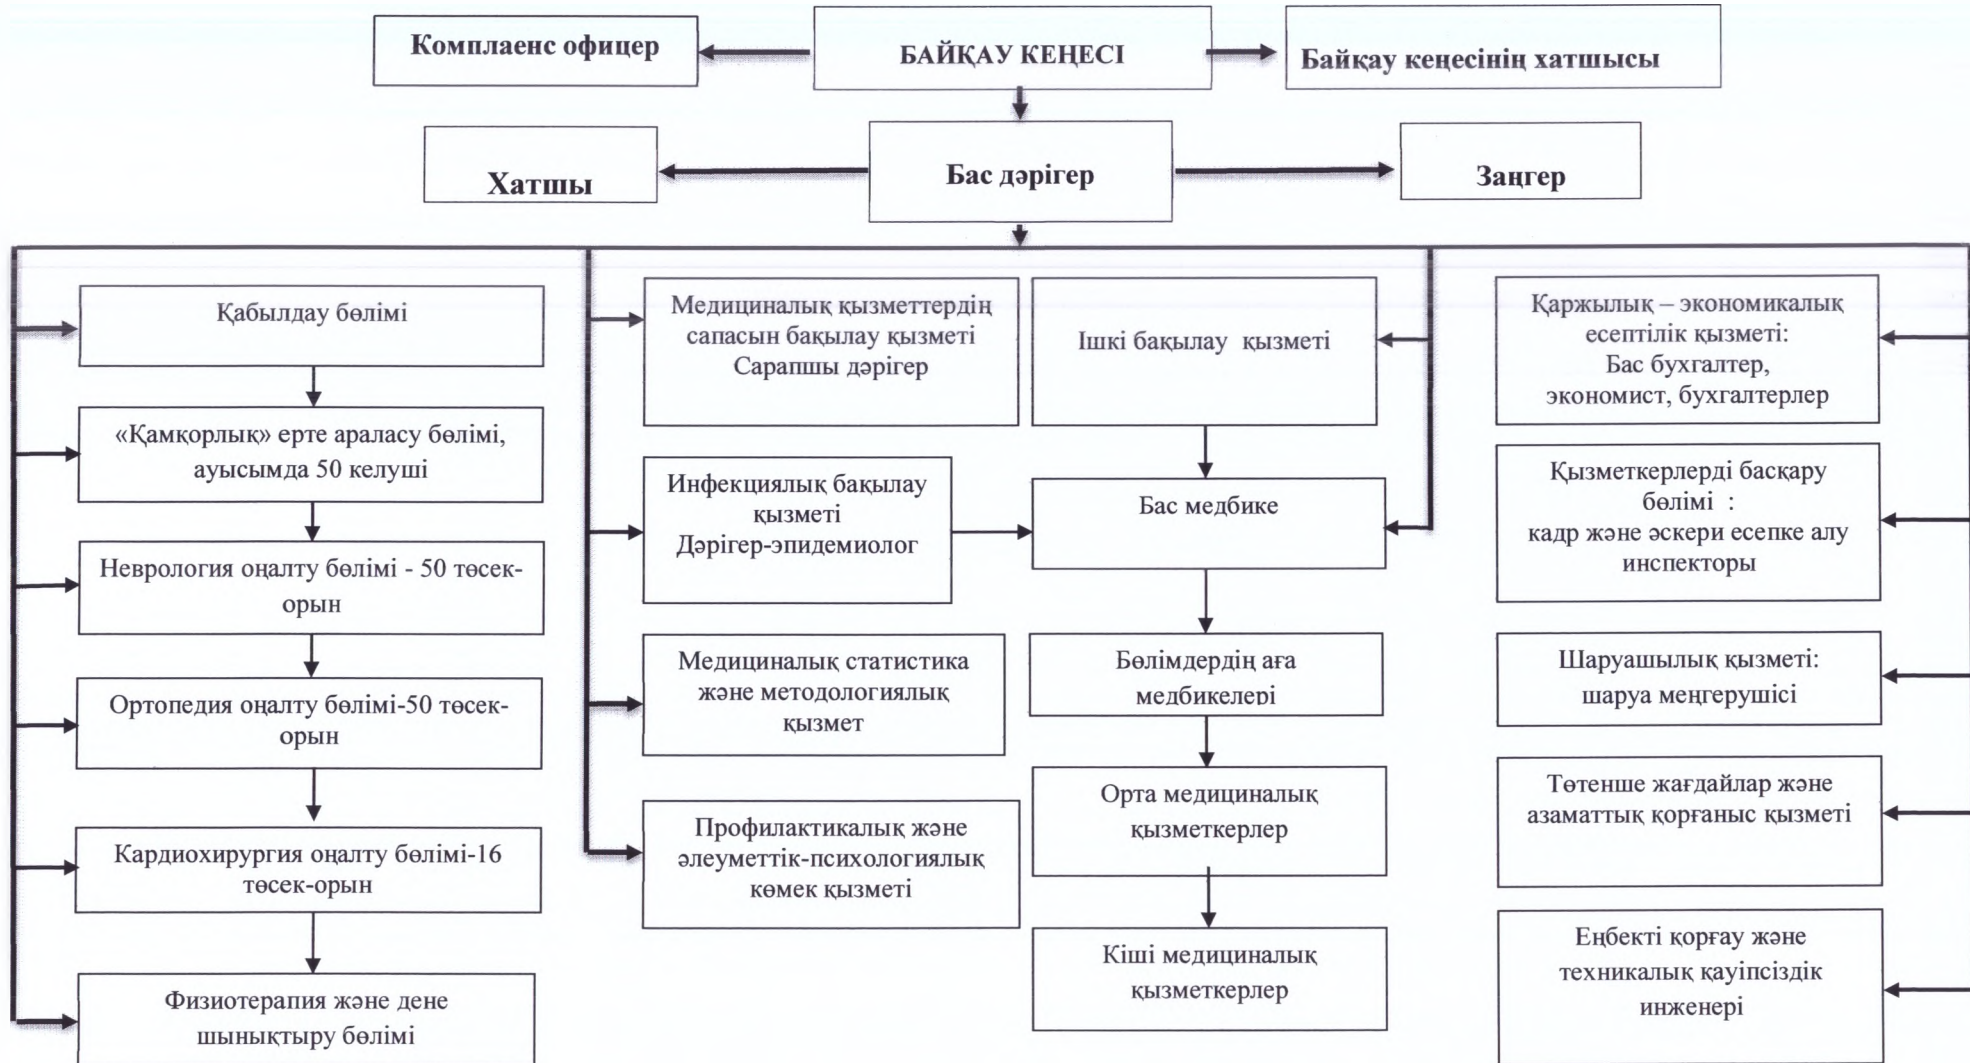 Комплаенс офицер
БАЙҚАУ КЕҢЕСІ
Байқау кеңесінің хатшысы
Хатшы
Бас дәрігер
Заңгер
Қабылдау бөлімі
«Қамқорлық» ерте араласу бөлімі,
ауысымда 50 келуші
Неврология оңалту бөлімі - 50 төсек-
орын
Ортопедия оңалту бөлімі-50 төсек-
орын
Кардиохирургия оңалту бөлімі-16
төсек-орын
Физиотерапия және дене
шынықтыру бөлімі
Медициналық қызметтердің
сапасын бақылау қызметі
Сарапшы дәрігер
Инфекциялық бақылау
қызметі
Дәрігер-эпидемиолог
Медициналық статистика
және методологиялық
қызмет
Профилактикалық және
әлеуметтік-психологиялық
көмек қызметі
Ішкі бақылау қызметі
Бас медбике
Бөлімдердің аға
медбикелері
Орта медициналық
қызметкерлер
Кіші медициналық
қызметкерлер
Қаржылық – экономикалық
есептілік қызметі:
Бас бухгалтер,
экономист, бухгалтерлер
Қызметкерлерді басқару
бөлімі :
кадр және әскери есепке алу
инспекторы
Шаруашылық қызметі:
шаруа меңгерушісі
Төтенше жағдайлар және
азаматтық қорғаныс қызметі
Еңбекті қорғау және
техникалық қауіпсіздік
инженері